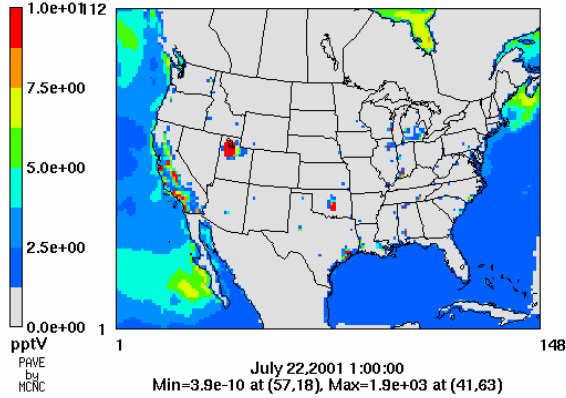 1.0e+01
112
7.5e+00
5.0e+00
2.5e+00
0.0e+00
1
pptV
1
148
PAVE
by
MCNC
July 22,2001 1:00:00
Min=3.9e-10 at (57,18), Max=1.9e+03 at (41,63)